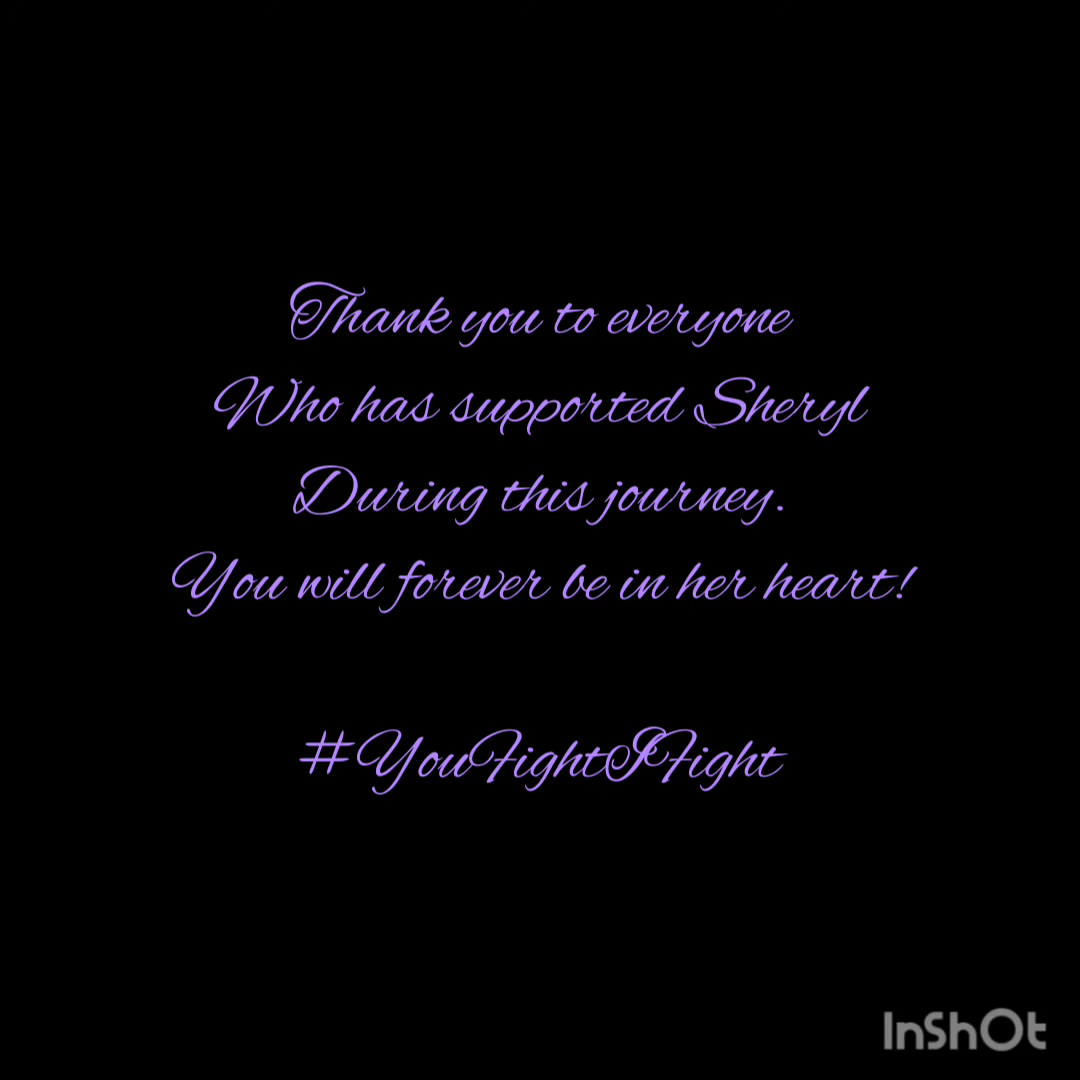 Thank you to everyone
Who has supported Sheryl
During this journey.
You will forever be in her heart!
#YouFightIFight
InShOt